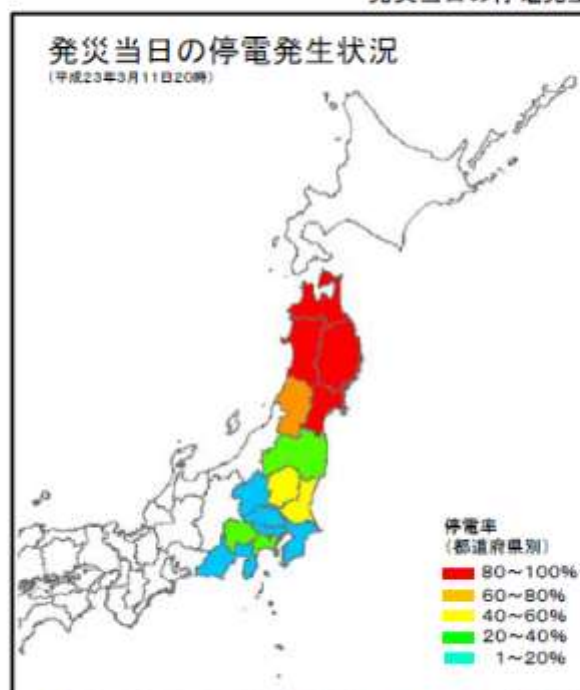 発災当日の停電発生状況
(平成23年3月11日20時)
停電率
(都道府県別)
80～100%
60～80%
40～60%
20～40%
1～20%